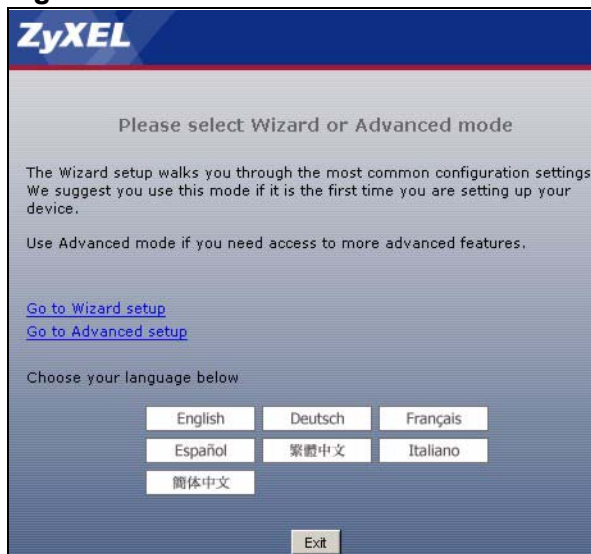 ZyXEL
Please select Wizard or Advanced mode
The Wizard setup walks you through the most common configuration settings
We suggest you use this mode if it is the first time you are setting up your
device.
Use Advanced mode if you need access to more advanced features.
Go to Wizard setup
Go to Advanced setup
Choose your language below
English Deutsch Français
Español 繁體中文 Italiano
簡体中文
Exit